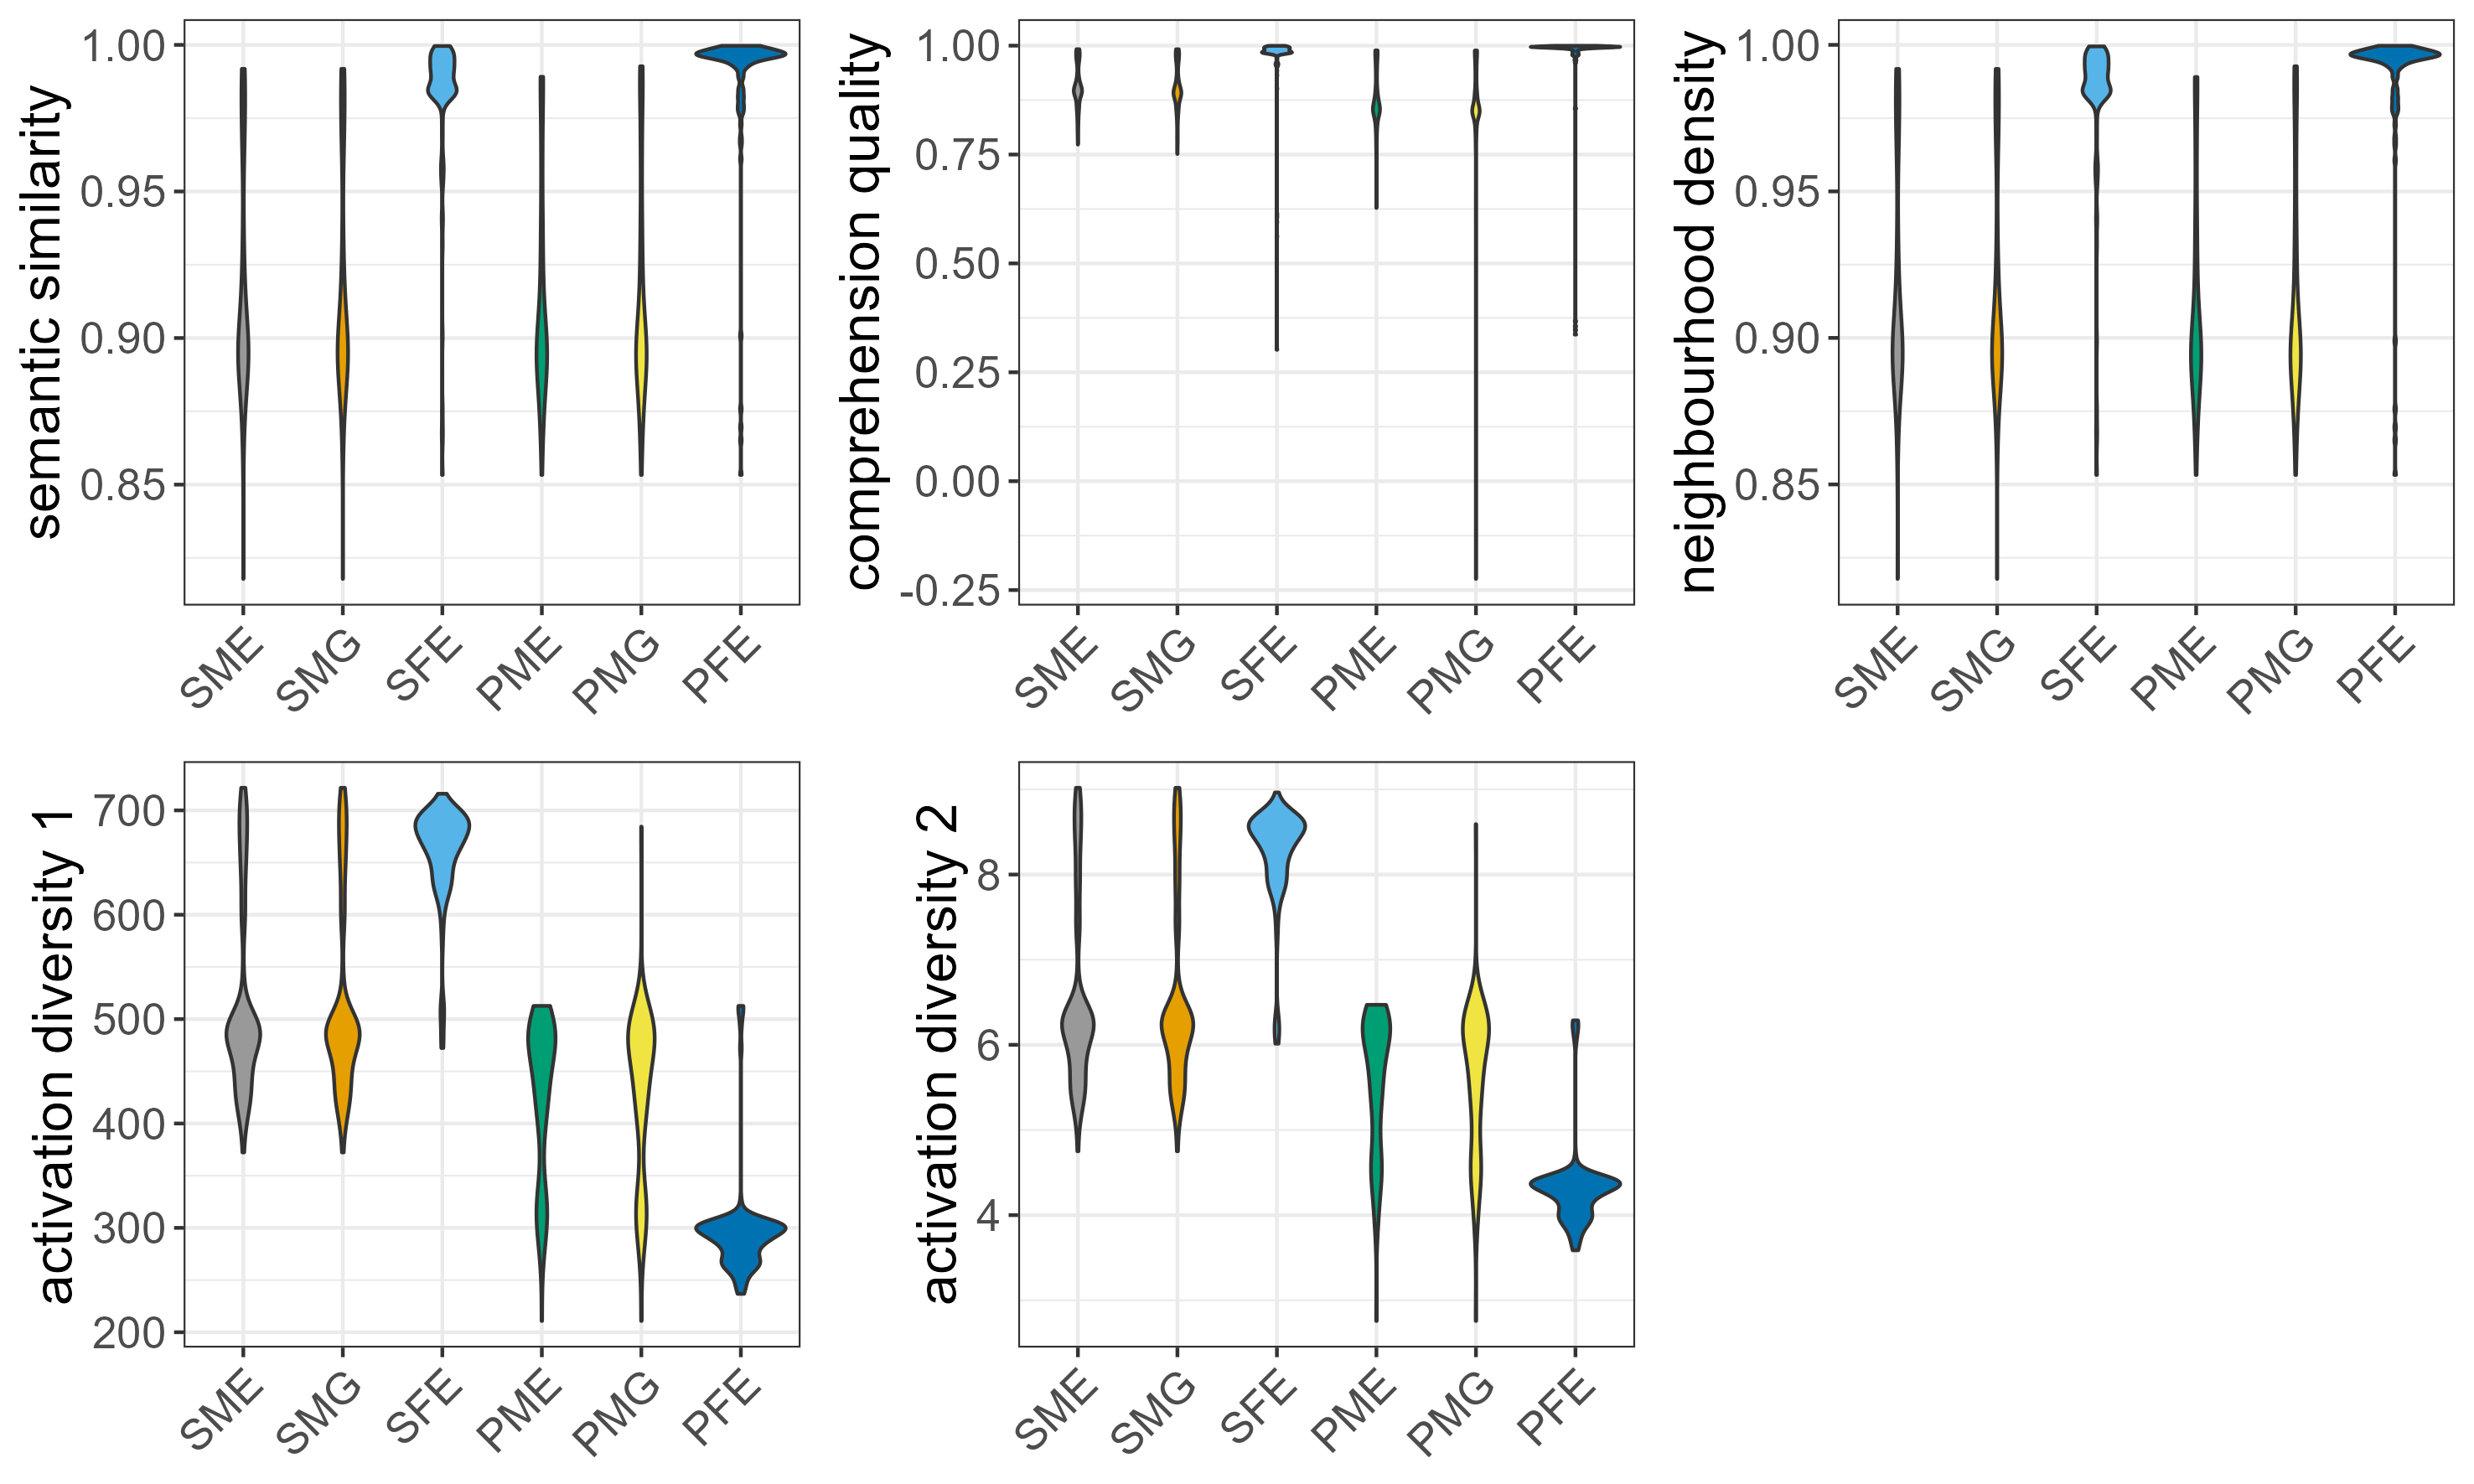 semantic similarity
1.00
0.95
0.90
0.85
SME SMG SFE PME PMG PFE
comprehension quality
1.00
0.75
0.50
0.25
0.00
-0.25
SME SMG SFE PME PMG PFE
neighbourhood density
1.00
0.95
0.90
0.85
SME SMG SFE PME PMG PFE
activation diversity 1
700
600
500
400
300
200
SME SMG SFE PME PMG PFE
activation diversity 2
8
6
4
SME SMG SFE PME PMG PFE